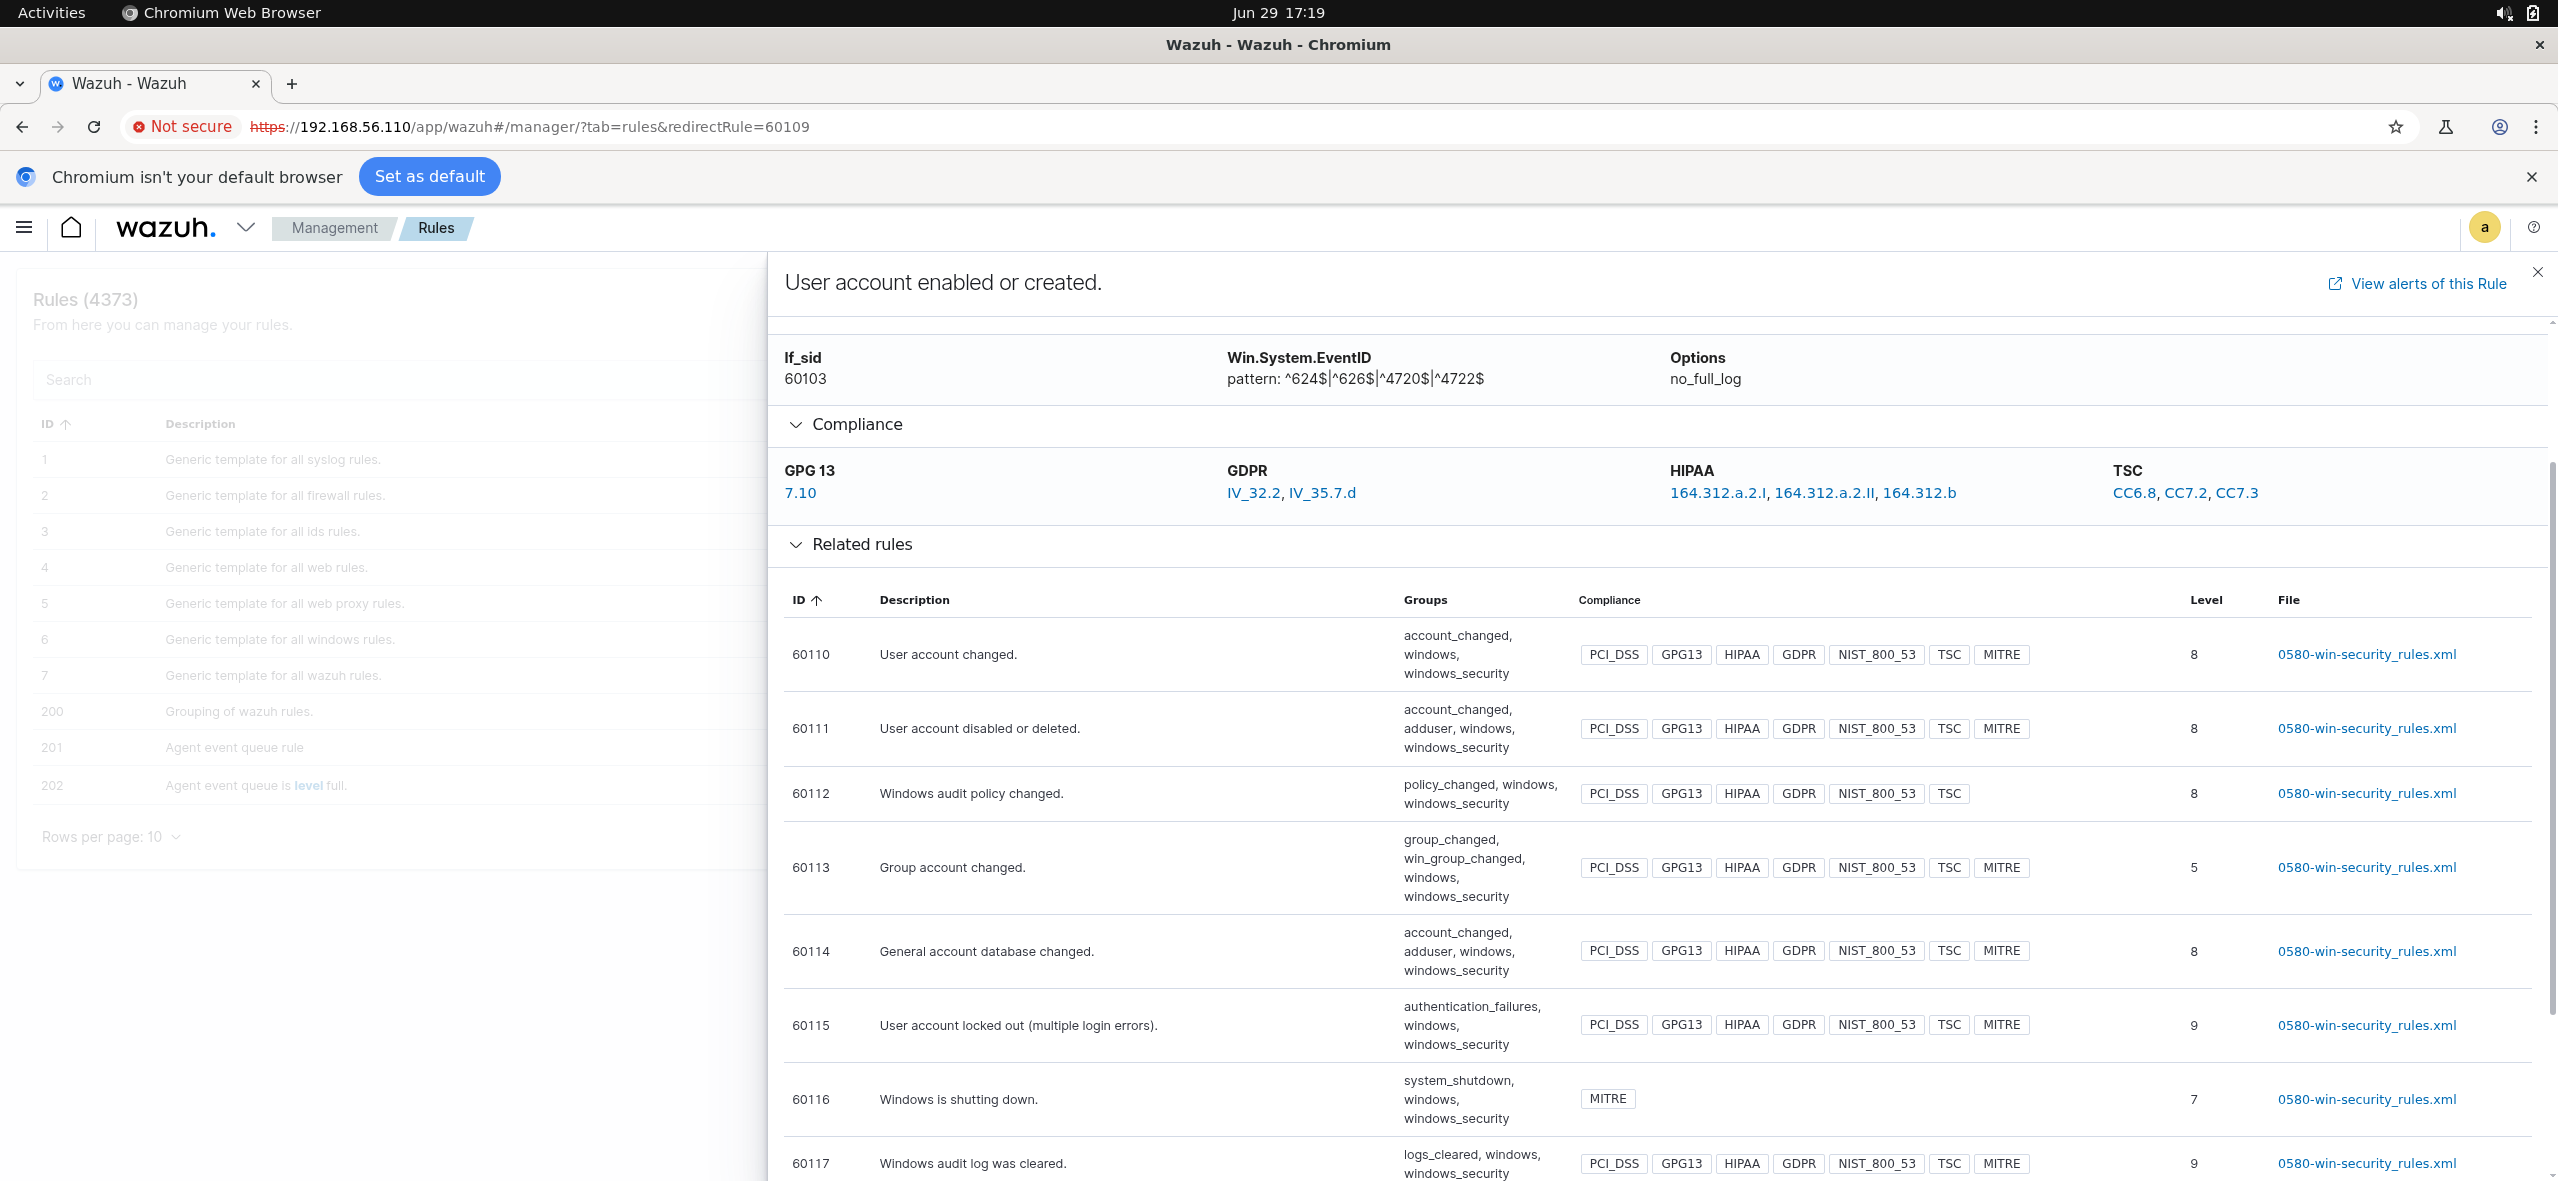 Activities Chromium Web Browser Jun 29 17:19
Wazuh - Wazuh - Chromium
Wazuh - Wazuh
Not secure https://192.168.56.110/app/wazuh#/manager/?tab=rules&redirectRule=60109
Chromium isn't your default browser Set as default
wazuh. Management Rules a
Rules (4373)
From here you can manage your rules.
Search
ID Description
1 Generic template for all syslog rules.
2 Generic template for all firewall rules.
3 Generic template for all ids rules.
4 Generic template for all web rules.
5 Generic template for all web proxy rules.
6 Generic template for all windows rules.
7 Generic template for all wazuh rules.
200 Grouping of wazuh rules.
201 Agent event queue rule
202 Agent event queue is level full.
Rows per page: 10
User account enabled or created.
View alerts of this Rule
If_sid Win.System.EventID Options
60103 pattern: ^624$|^626$|^4720$|^4722$ no_full_log
Compliance
GPG 13 GDPR HIPAA TSC
7.10 IV_32.2, IV_35.7.d 164.312.a.2.I, 164.312.a.2.II, 164.312.b CC6.8, CC7.2, CC7.3
Related rules
ID Description Groups Compliance Level File
account_changed,
60110 User account changed. windows, PCI_DSS GPG13 HIPAA GDPR NIST_800_53 TSC MITRE 8 0580-win-security_rules.xml
windows_security
account_changed,
60111 User account disabled or deleted. adduser, windows, PCI_DSS GPG13 HIPAA GDPR NIST_800_53 TSC MITRE 8 0580-win-security_rules.xml
windows_security
policy_changed, windows,
60112 Windows audit policy changed. PCI_DSS GPG13 HIPAA GDPR NIST_800_53 TSC 8 0580-win-security_rules.xml
windows_security
group_changed,
win_group_changed,
60113 Group account changed. PCI_DSS GPG13 HIPAA GDPR NIST_800_53 TSC MITRE 5 0580-win-security_rules.xml
windows,
windows_security
account_changed,
60114 General account database changed. adduser, windows, PCI_DSS GPG13 HIPAA GDPR NIST_800_53 TSC MITRE 8 0580-win-security_rules.xml
windows_security
authentication_failures,
60115 User account locked out (multiple login errors). windows, PCI_DSS GPG13 HIPAA GDPR NIST_800_53 TSC MITRE 9 0580-win-security_rules.xml
windows_security
system_shutdown,
60116 Windows is shutting down. windows, MITRE 7 0580-win-security_rules.xml
windows_security
logs_cleared, windows,
60117 Windows audit log was cleared. PCI_DSS GPG13 HIPAA GDPR NIST_800_53 TSC MITRE 9 0580-win-security_rules.xml
windows_security